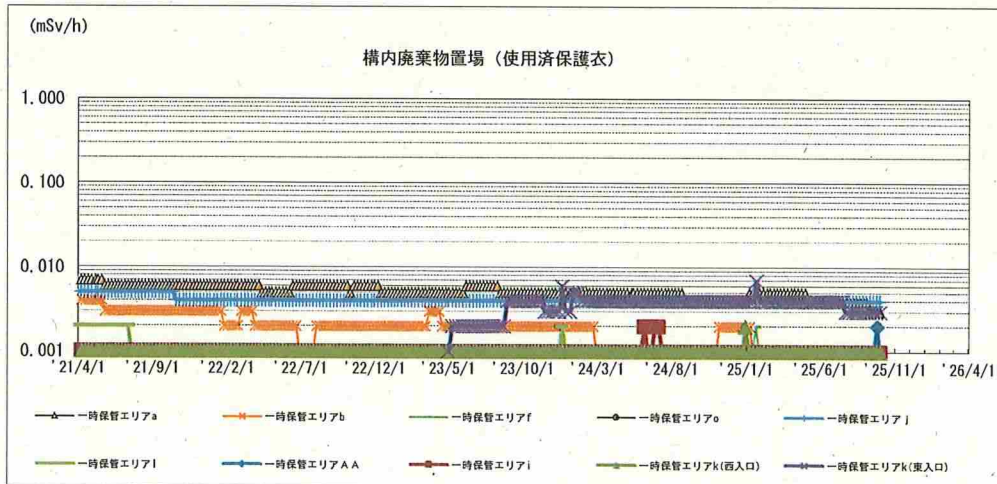 (mSv/h)
構内廃棄物置場（使用済保護衣）
1.000
0.100
0.010
0.001
21/4/1 21/9/1 22/2/1 22/7/1 22/12/1 23/5/1 23/10/1 24/3/1 24/8/1 25/1/1 25/6/1 25/11/1 26/4/1
一時保管エリアa 一時保管エリアb 一時保管エリアf 一時保管エリアo 一時保管エリアj
一時保管エリアl 一時保管エリアＡＡ 一時保管エリアi 一時保管エリアk(西入口) 一時保管エリアk(東入口)